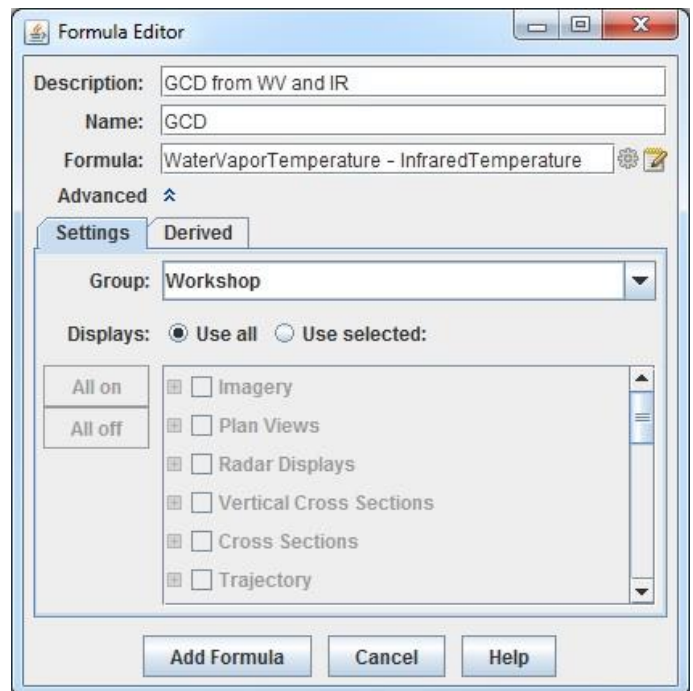 Formula Editor
Description: GCD from WV and IR
Name: GCD
Formula: WaterVaporTemperature - InfraredTemperature
Advanced
Settings Derived
Group: Workshop
Displays: Use all Use selected:
All on Imagery
All off Plan Views
Radar Displays
Vertical Cross Sections
Cross Sections
Trajectory
Add Formula Cancel Help